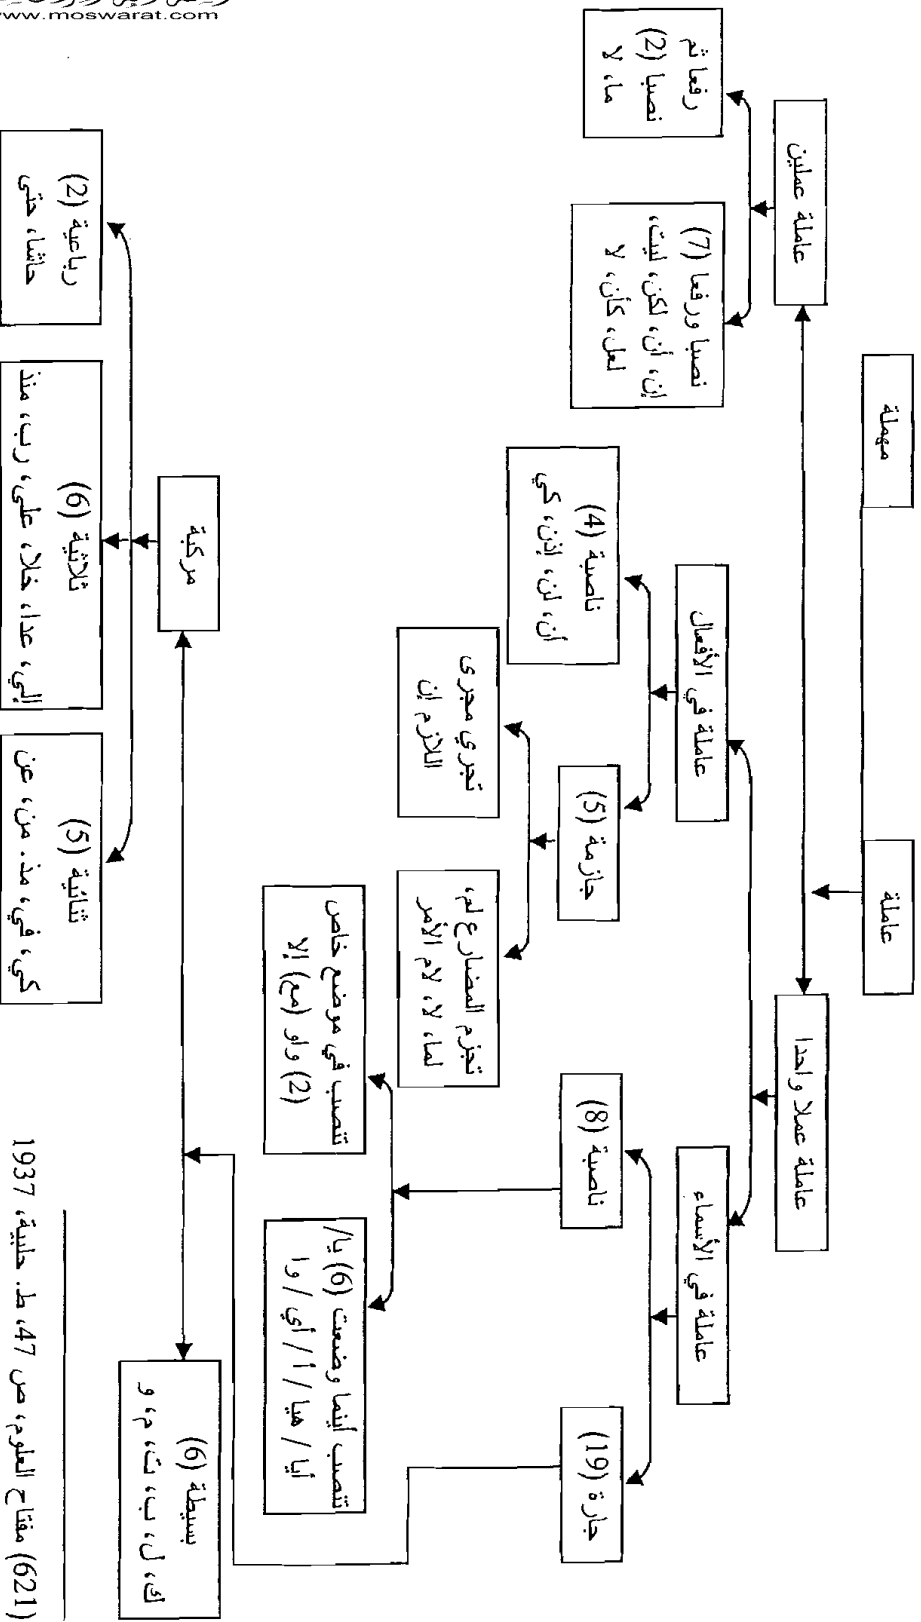 www.moswarat.com
مهملة
عاملة
عاملة عملين
عاملة عملا واحدا
رفعا ثم
نصبا (2)
ما، لا
نصبا ورفعا (7)
إن، أن، لكن، ليت،
لعل، كأن، لا
عاملة في الأفعال
عاملة في الأسماء
ناصبة (4)
أن، لن، إذن، كي
جازمة (5)
ناصبة (8)
جارة (19)
تجري مجرى
اللازم إن
تجزم المضارع لم،
لما، لا، لام الأمر
تنصب في موضع خاص
(2) واو (مع) إلا
تنصب أينما وضعت (6) يا/
أيا / هيا / أ / أي / وا
مركبة
بسيطة (6)
ك، ل، ب، ت، م، و
رباعية (2)
حاشا، حتى
ثلاثية (6)
إلي، عدا، خلا، على، رب، منذ
ثنائية (5)
كي، في، مذ. من، عن
(621) مفتاح العلوم، ص 47، ط. حلبية، 1937